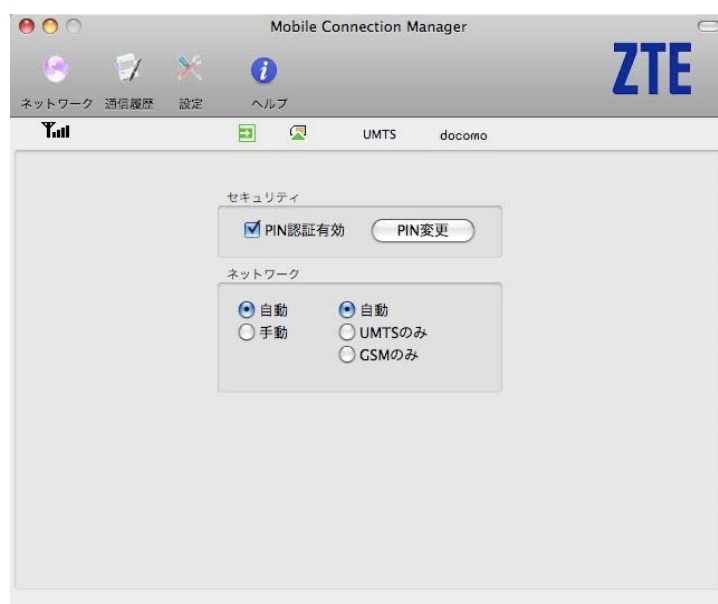 Mobile Connection Manager
ZTE
ネットワーク 通信履歴 設定 ヘルプ
UMTS docomo
セキュリティ
PIN認証有効 PIN変更
ネットワーク
自動 自動
手動 UMTSのみ
GSMのみ